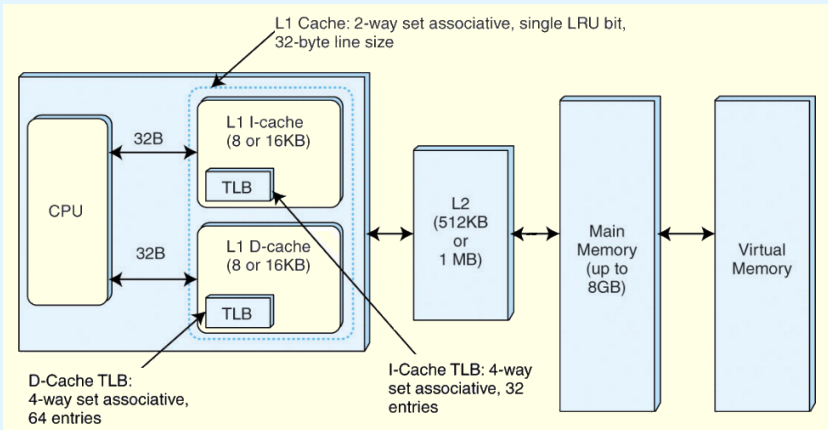 L1 Cache: 2-way set associative, single LRU bit,
32-byte line size
CPU
32B
32B
L1 I-cache
(8 or 16KB)
TLB
L1 D-cache
(8 or 16KB)
TLB
L2
(512KB
or
1 MB)
Main
Memory
(up to
8GB)
Virtual
Memory
D-Cache TLB:
4-way set associative,
64 entries
I-Cache TLB: 4-way
set associative, 32
entries